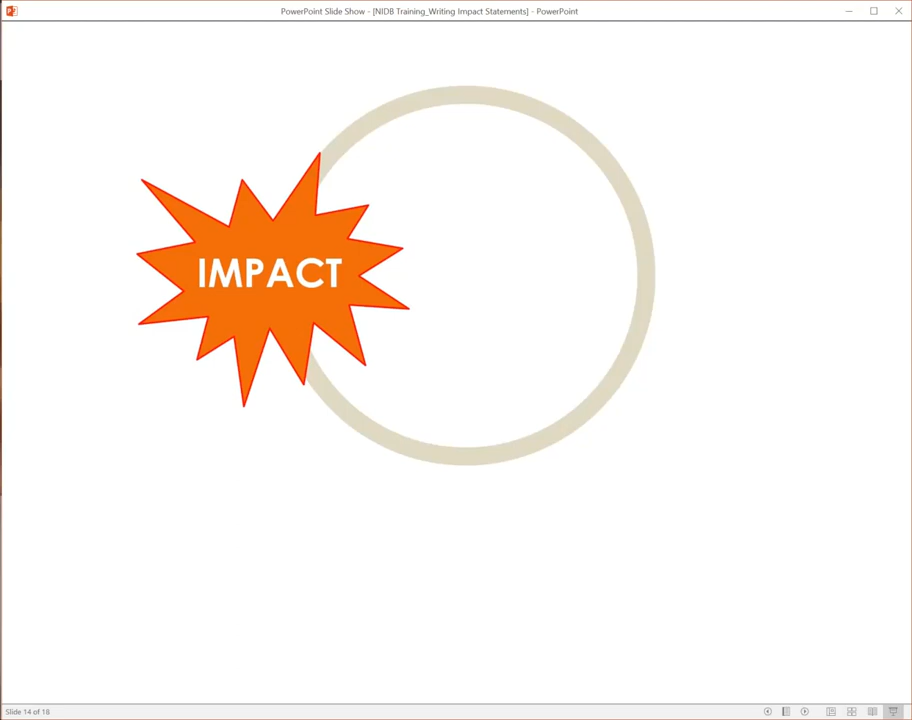 PowerPoint Slide Show - [NIDB Training_Writing Impact Statements] - PowerPoint
IMPACT
Slide 14 of 18